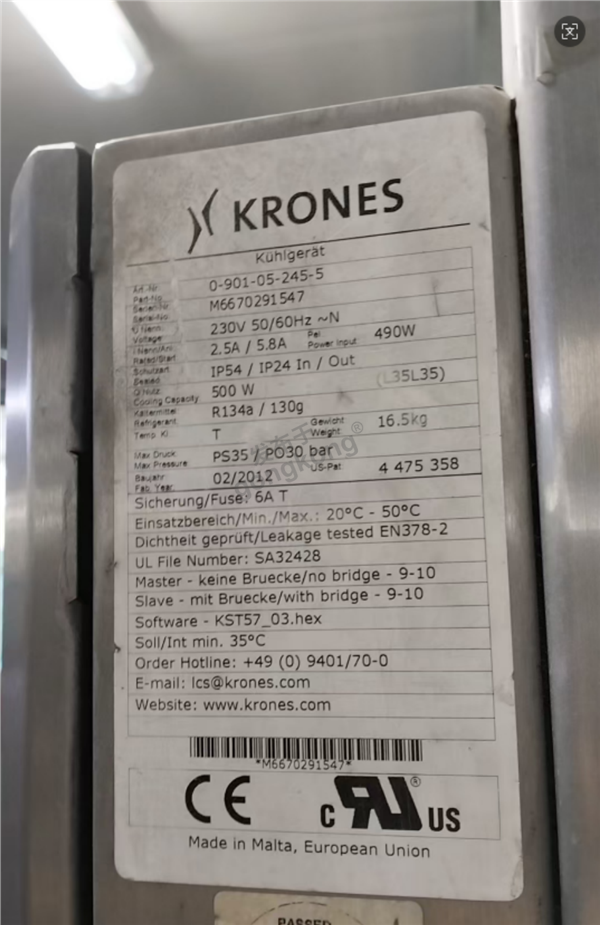 KRONES
Kühlgerät
Art.-Nr. Part-No. 0-901-05-245-5
Serien-Nr Serial-No. M6670291547
U Nenn Voltage 230V 50/60Hz ~N
I Nenn/Anl. Rated/Start 2.5A / 5.8A Pel Power Input 490W
Schutzart Sealed IP54 / IP24 In / Out
Q Nutz Cooling Capacity 500 W (L35L35)
Kältemittel Refrigerant R134a / 130g
Temp. Kl. T Gewicht Weight 16.5kg
Max Druck Max Pressure PS35 / PO30 bar
Baujahr Fab. Year 02/2012 US-Pat 4 475 358
Sicherung/Fuse: 6A T
Einsatzbereich/Min./Max.: 20°C - 50°C
Dichtheit geprüft/Leakage tested EN378-2
UL File Number: SA32428
Master - keine Bruecke/no bridge - 9-10
Slave - mit Bruecke/with bridge - 9-10
Software - KST57_03.hex
Soll/Int min. 35°C
Order Hotline: +49 (0) 9401/70-0
E-mail: lcs@krones.com
Website: www.krones.com
*M6670291547*
CE c RU ® US
Made in Malta, European Union
PASSED